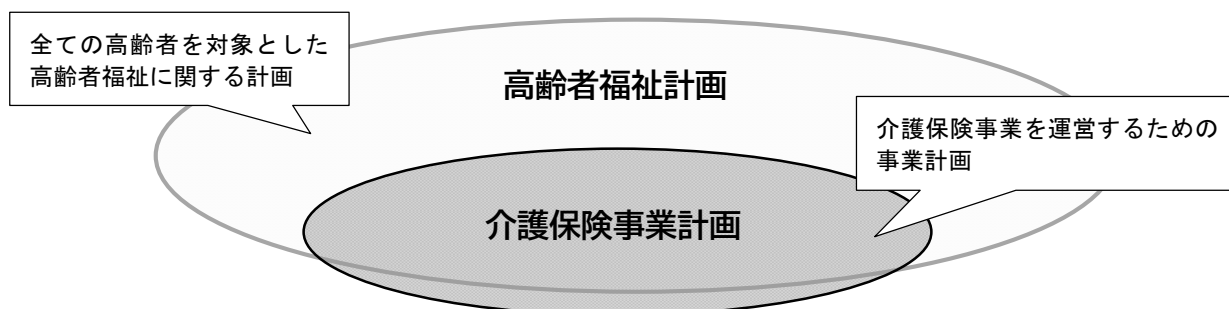 全ての高齢者を対象とした
高齢者福祉に関する計画
高齢者福祉計画
介護保険事業を運営するための
事業計画
介護保険事業計画